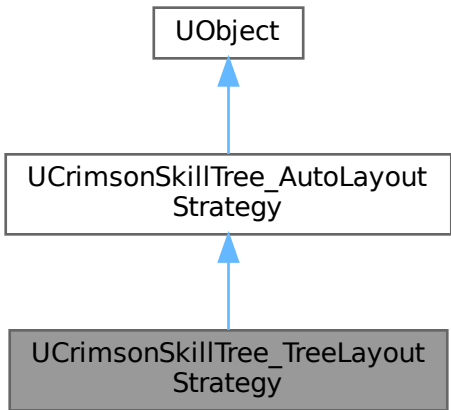 UObject
UCrimsonSkillTree_AutoLayout
Strategy
UCrimsonSkillTree_TreeLayout
Strategy